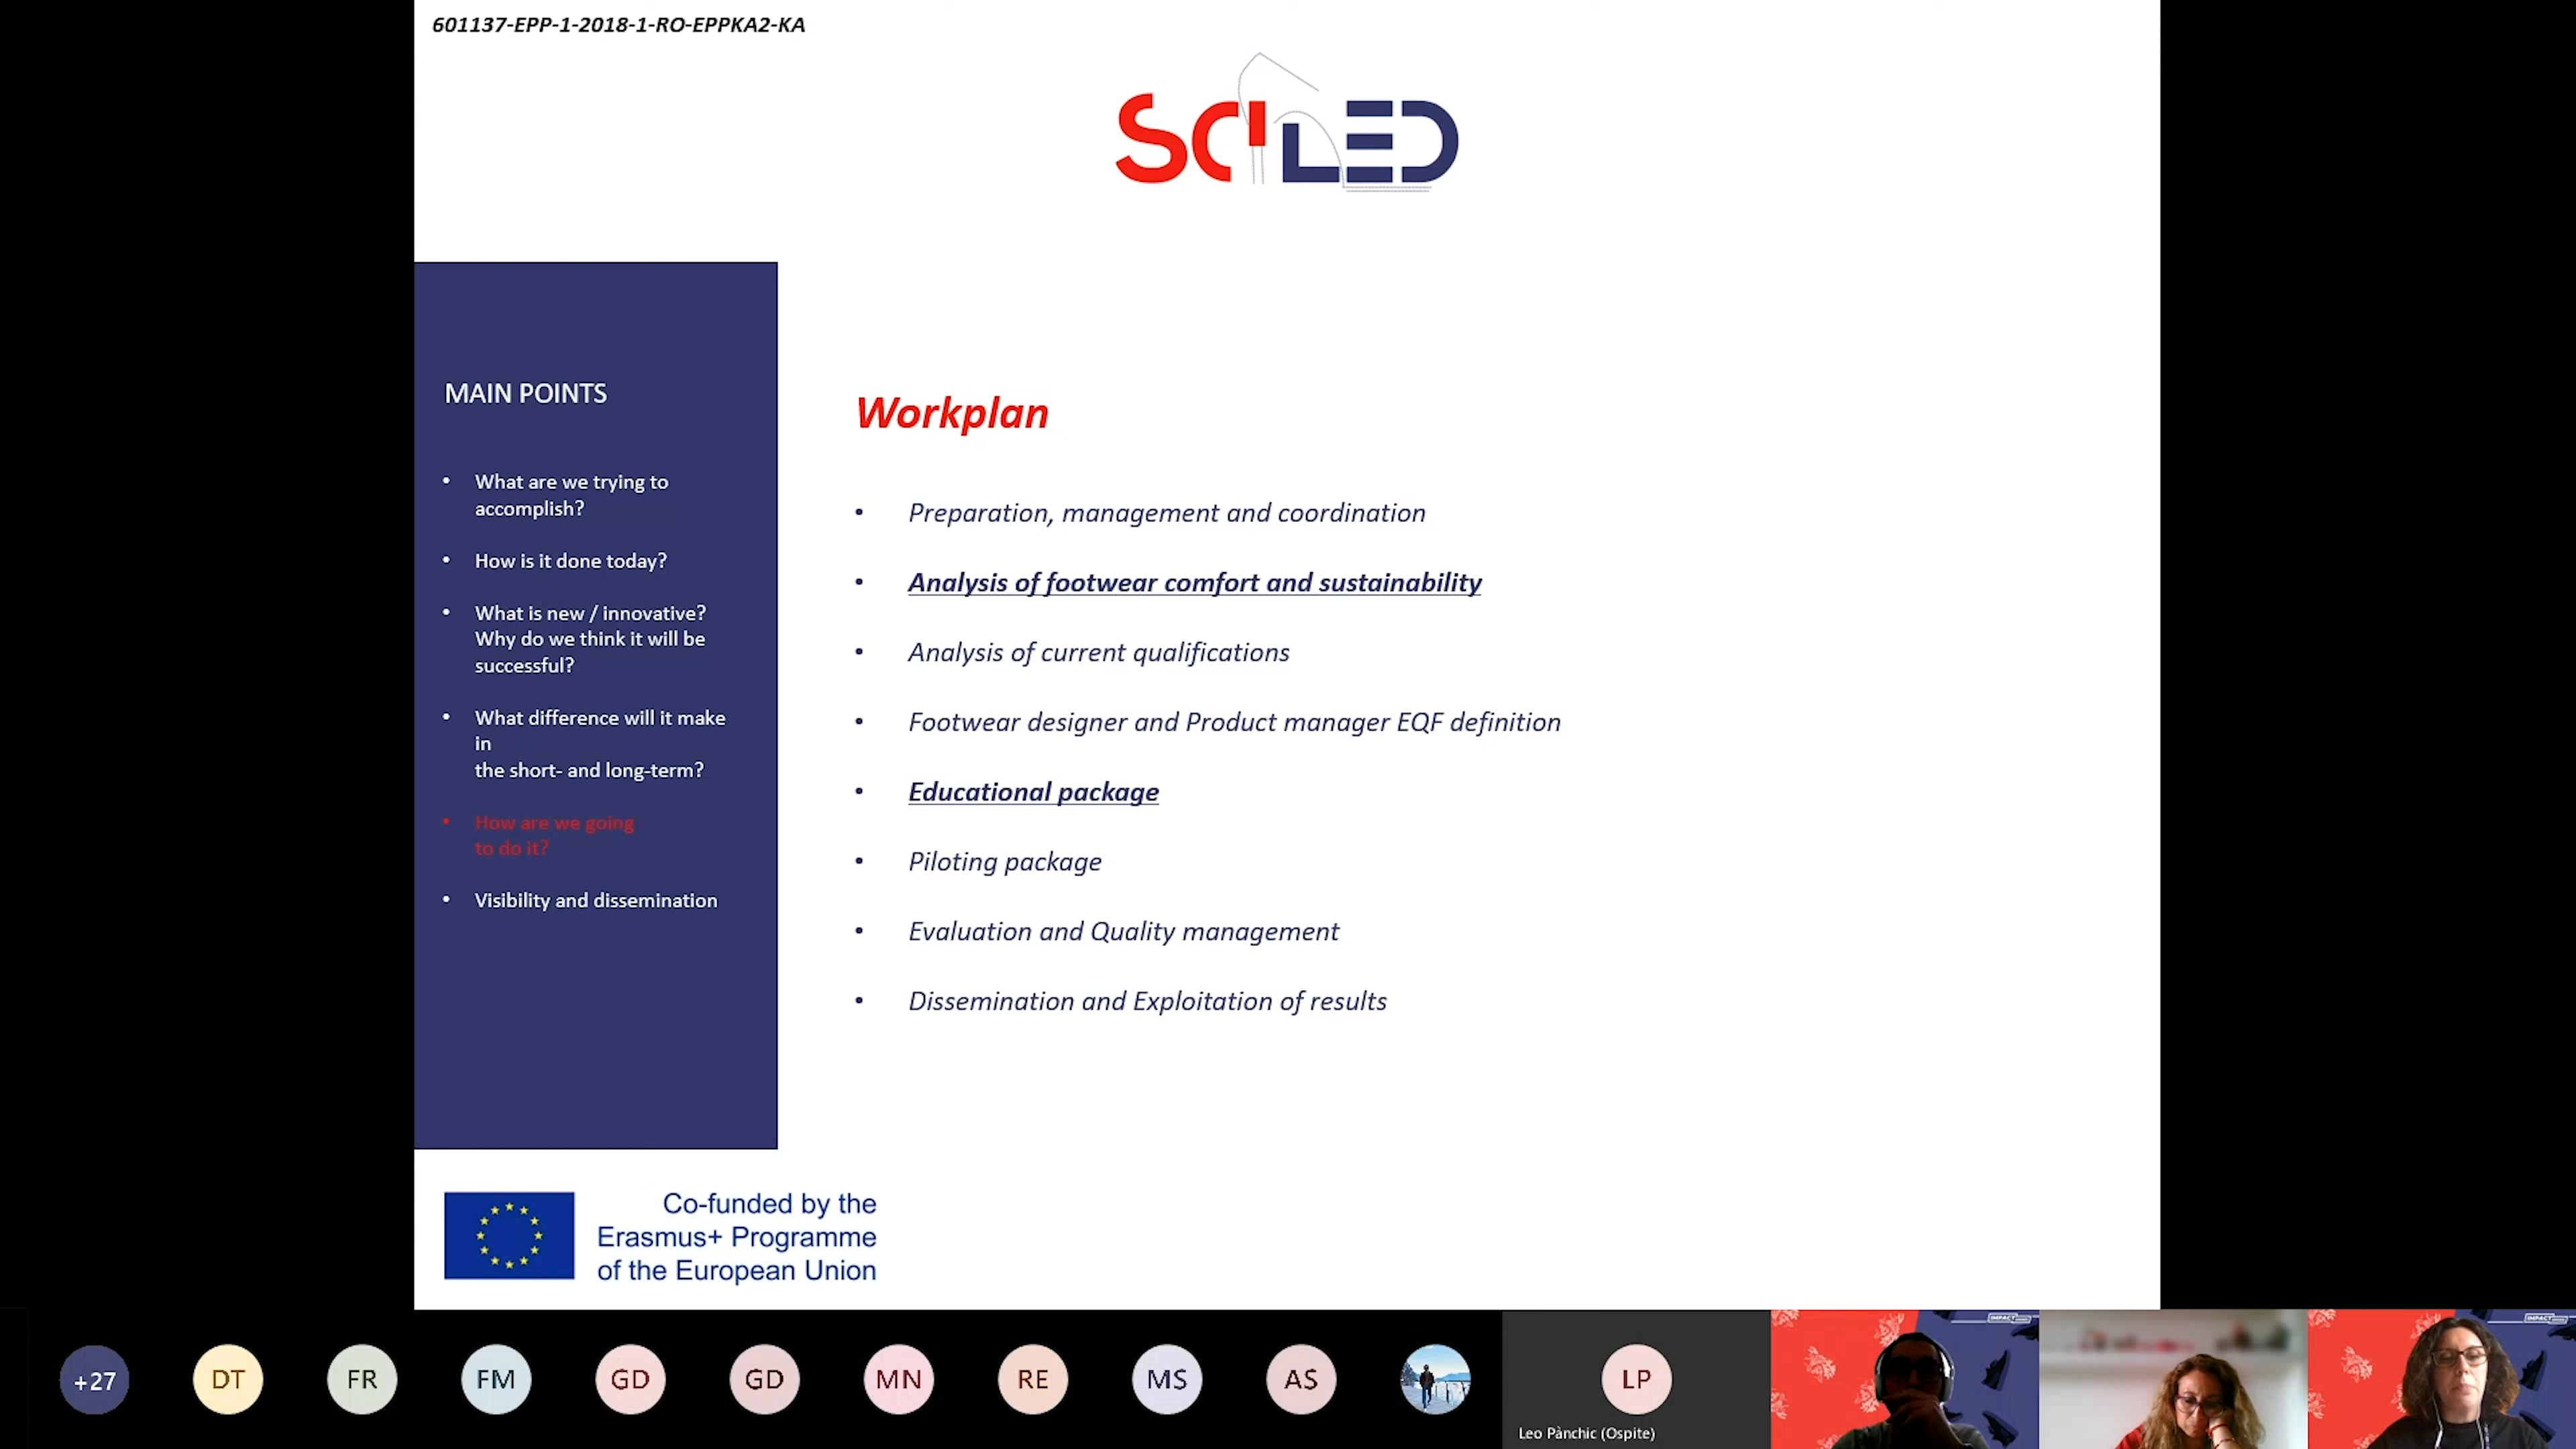 601137-EPP-1-2018-1-RO-EPPKA2-KA
SCILED
MAIN POINTS
• What are we trying to
accomplish?
• How is it done today?
• What is new / innovative?
Why do we think it will be
successful?
• What difference will it make
in
the short- and long-term?
• How are we going
to do it?
• Visibility and dissemination
Workplan
• Preparation, management and coordination
• Analysis of footwear comfort and sustainability
• Analysis of current qualifications
• Footwear designer and Product manager EQF definition
• Educational package
• Piloting package
• Evaluation and Quality management
• Dissemination and Exploitation of results
Co-funded by the
Erasmus+ Programme
of the European Union
+27
DT
FR
FM
GD
GD
MN
RE
MS
AS
LP
Leo Pànchic (Ospite)
IMPACT
IMPACT